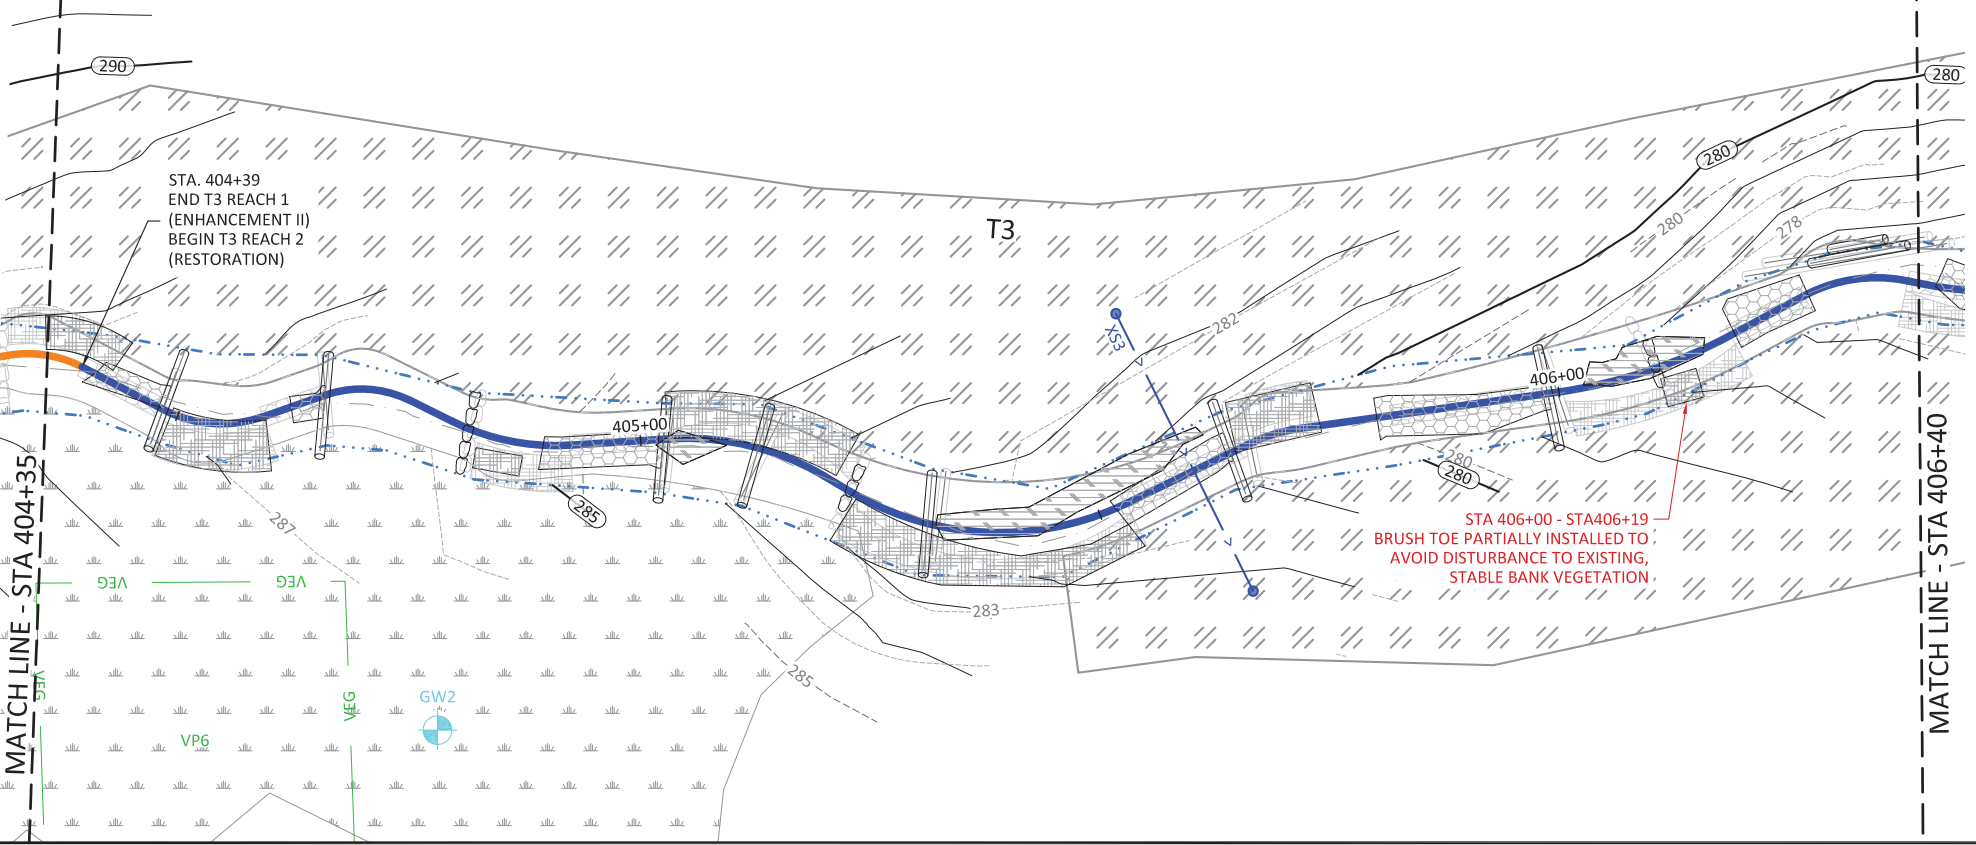 290
280
280
STA. 404+39
END T3 REACH 1
(ENHANCEMENT II)
BEGIN T3 REACH 2
(RESTORATION)
T3
280
278
282
XS3
405+00
406+00
280
280
285
287
STA 406+00 - STA406+19
BRUSH TOE PARTIALLY INSTALLED TO
AVOID DISTURBANCE TO EXISTING,
STABLE BANK VEGETATION
VEG
VEG
283
285
VEG
VEG
GW2
VP6
MATCH LINE - STA 404+35
MATCH LINE - STA 406+40